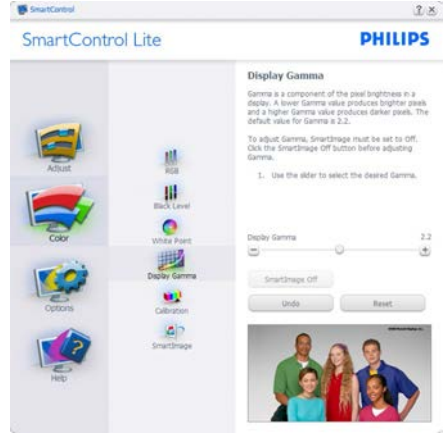 SmartControl
SmartControl Lite
PHILIPS
Adjust
Color
Options
Help
RGB
Black Level
White Point
Display Gamma
Calibration
SmartImage
Display Gamma
Gamma is a component of the pixel brightness in a
display. A lower Gamma value produces brighter pixels
and a higher Gamma value produces darker pixels. The
default value for Gamma is 2.2.
To adjust Gamma, SmartImage must be set to Off.
Click the SmartImage Off button before adjusting
Gamma.
1. Use the slider to select the desired Gamma.
Display Gamma 2.2
SmartImage Off
Undo Reset